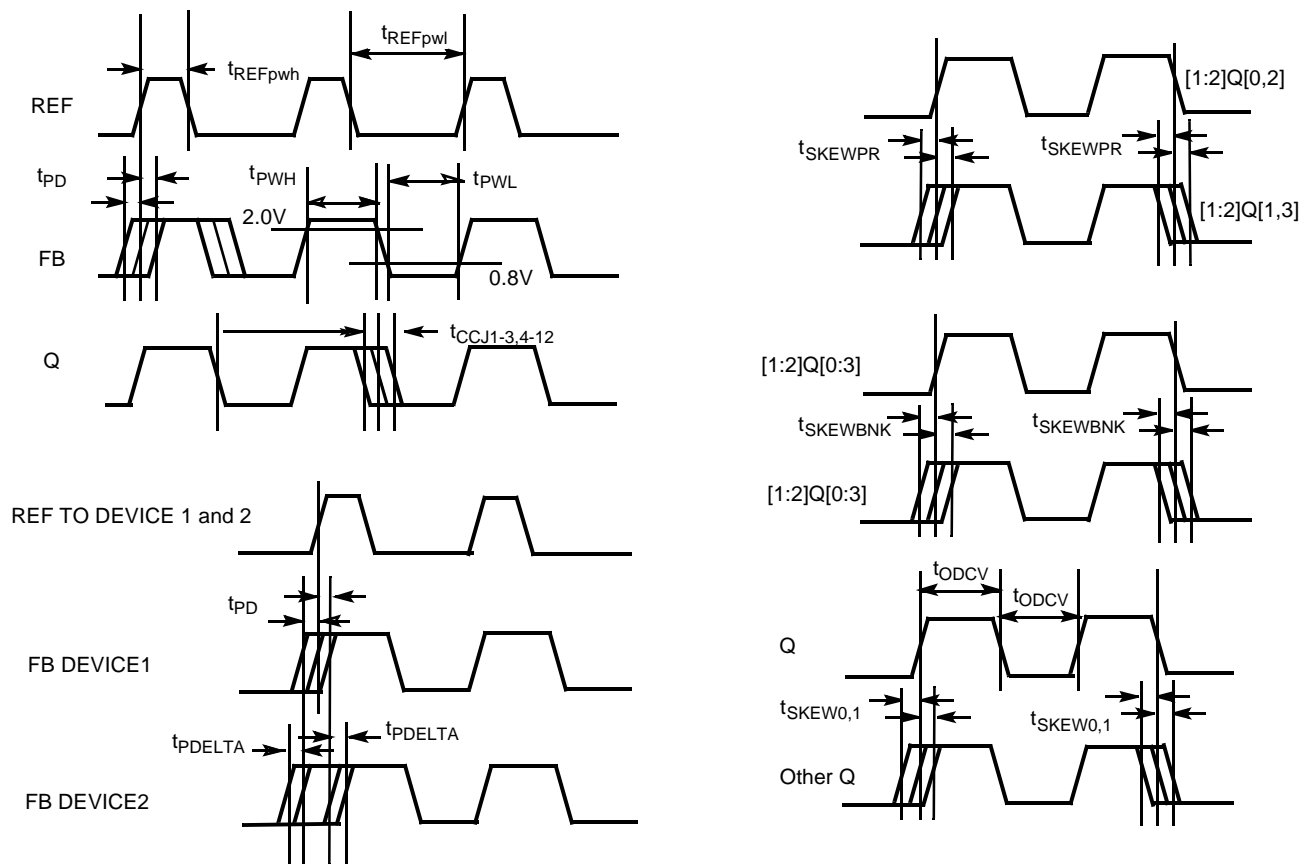 tREFpwl
tREFpwh
REF
tPD
tPWH
tPWL
2.0V
FB
0.8V
tCCJ1-3,4-12
Q
REF TO DEVICE 1 and 2
tPD
FB DEVICE1
tPDELTA
tPDELTA
FB DEVICE2
[1:2]Q[0,2]
tSKEWPR
tSKEWPR
[1:2]Q[1,3]
[1:2]Q[0:3]
tSKEWBNK
tSKEWBNK
[1:2]Q[0:3]
tODCV
tODCV
Q
tSKEW0,1
tSKEW0,1
Other Q